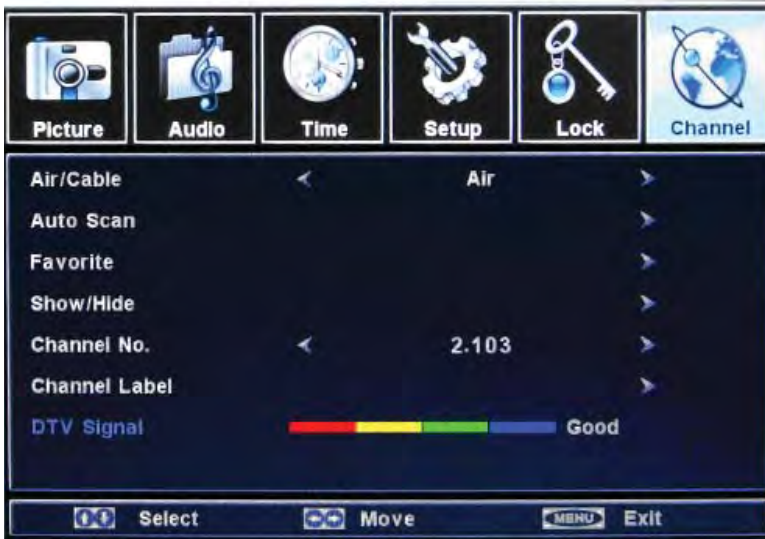 Picture Audio Time Setup Lock Channel
Air/Cable Air
Auto Scan
Favorite
Show/Hide
Channel No. 2.103
Channel Label
DTV Signal Good
Select Move MENU Exit